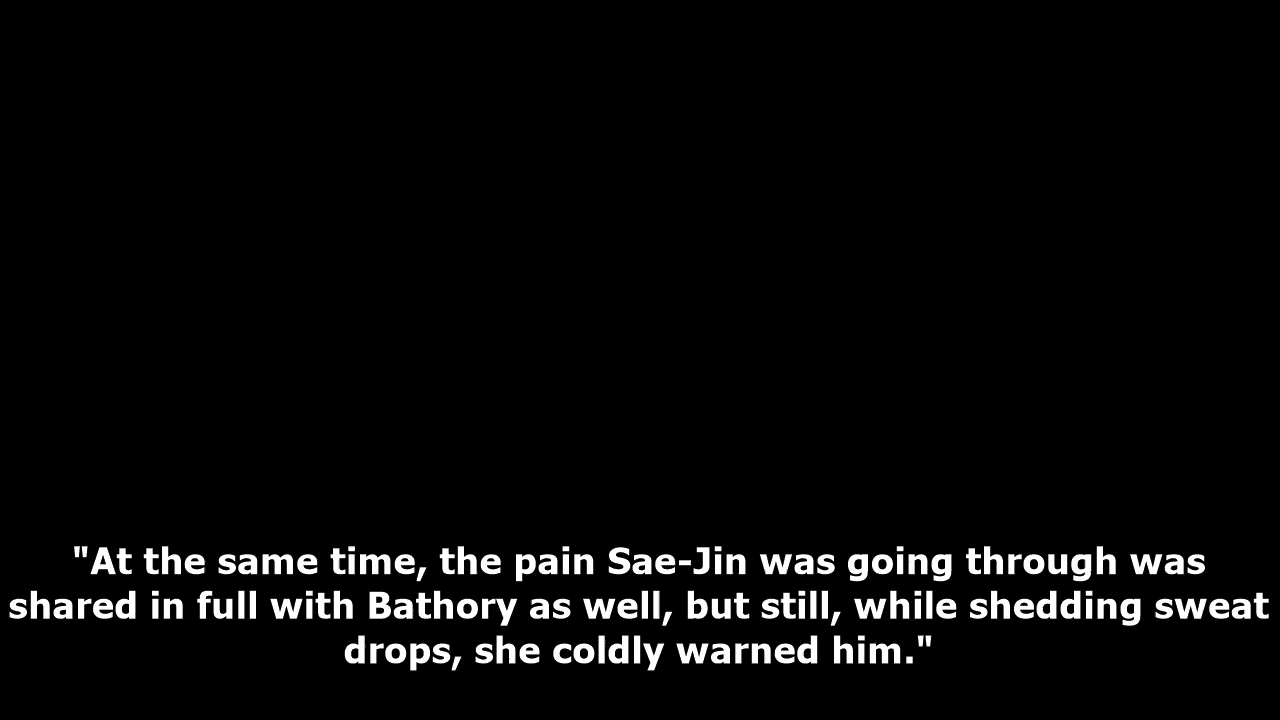 "At the same time, the pain Sae-Jin was going through was
shared in full with Bathory as well, but still, while shedding sweat
drops, she coldly warned him."